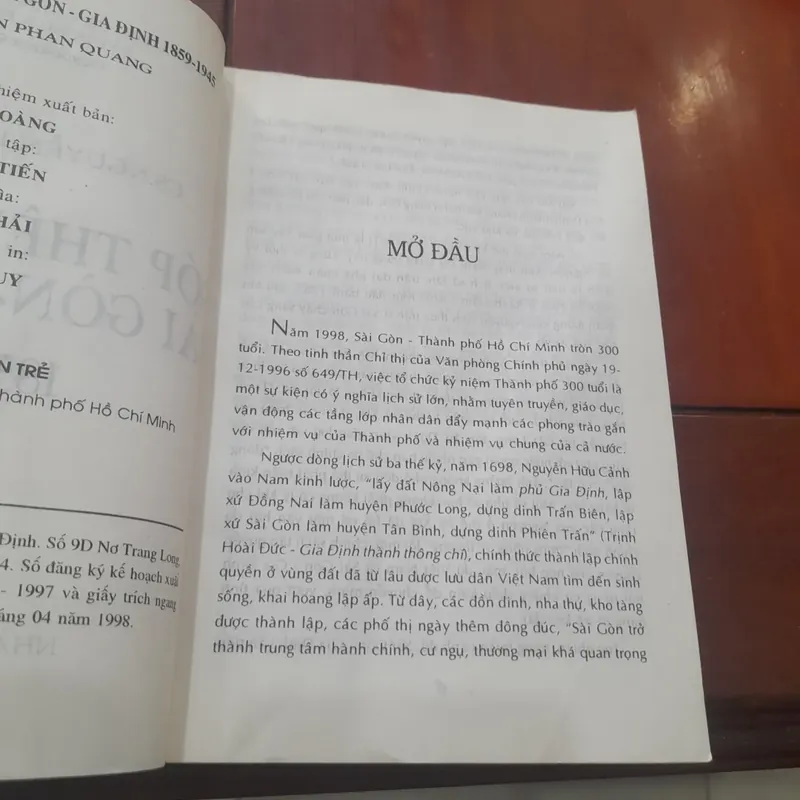 GÒN - GIA ĐỊNH 1859-1945
PHAN QUANG
nhiệm xuất bản:
OÀNG
tập:
TIẾN
ìa:
HẢI
in:
UY
N TRẺ
hành phố Hồ Chí Minh
Định. Số 9D Nơ Trang Long
4. Số đăng ký kế hoạch xuất
- 1997 và giấy trích ngang
áng 04 năm 1998.
MỞ ĐẦU
Năm 1998, Sài Gòn - Thành phố Hồ Chí Minh tròn 300
tuổi. Theo tinh thần Chỉ thị của Văn phòng Chính phủ ngày 19-
12-1996 số 649/TH, việc tổ chức kỷ niệm Thành phố 300 tuổi là
một sự kiện có ý nghĩa lịch sử lớn, nhằm tuyên truyền, giáo dục,
vận động các tầng lớp nhân dân đẩy mạnh các phong trào gắn
với nhiệm vụ của Thành phố và nhiệm vụ chung của cả nước.
Ngược dòng lịch sử ba thế kỷ, năm 1698, Nguyễn Hữu Cảnh
vào Nam kinh lược, "lấy đất Nông Nại làm phủ Gia Định, lập
xứ Đồng Nai làm huyện Phước Long, dựng dinh Trấn Biên, lập
xứ Sài Gòn làm huyện Tân Bình, dựng dinh Phiên Trấn" (Trịnh
Hoài Đức - Gia Định thành thông chí), chính thức thành lập chính
quyền ở vùng đất đã từ lâu được lưu dân Việt Nam tìm đến sinh
sống, khai hoang lập ấp. Từ đây, các đồn dinh, nha thự, kho tàng
được thành lập, các phố thị ngày thêm đông đúc, "Sài Gòn trở
thành trung tâm hành chính, cư ngụ, thương mại khá quan trọng